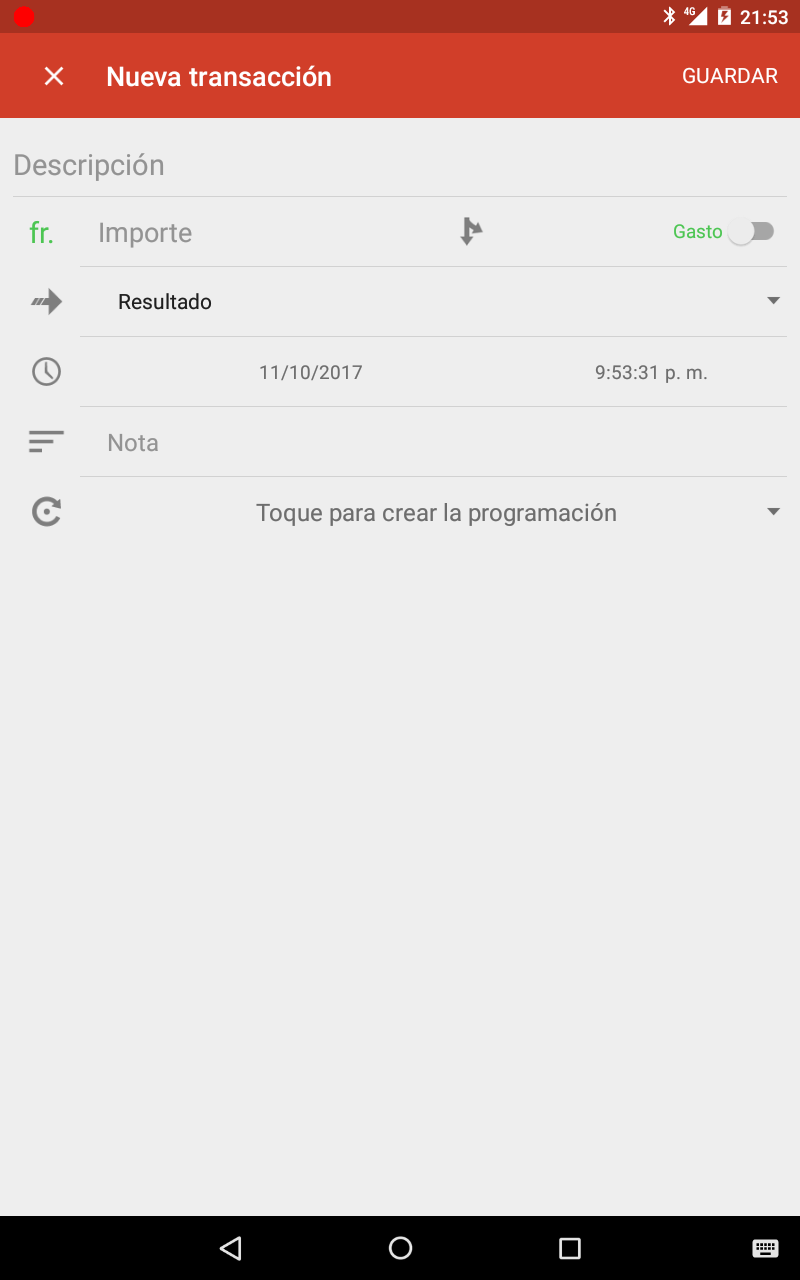 4G 21:53
Nueva transacción GUARDAR
Descripción
fr. Importe Gasto
Resultado
11/10/2017 9:53:31 p. m.
Nota
Toque para crear la programación